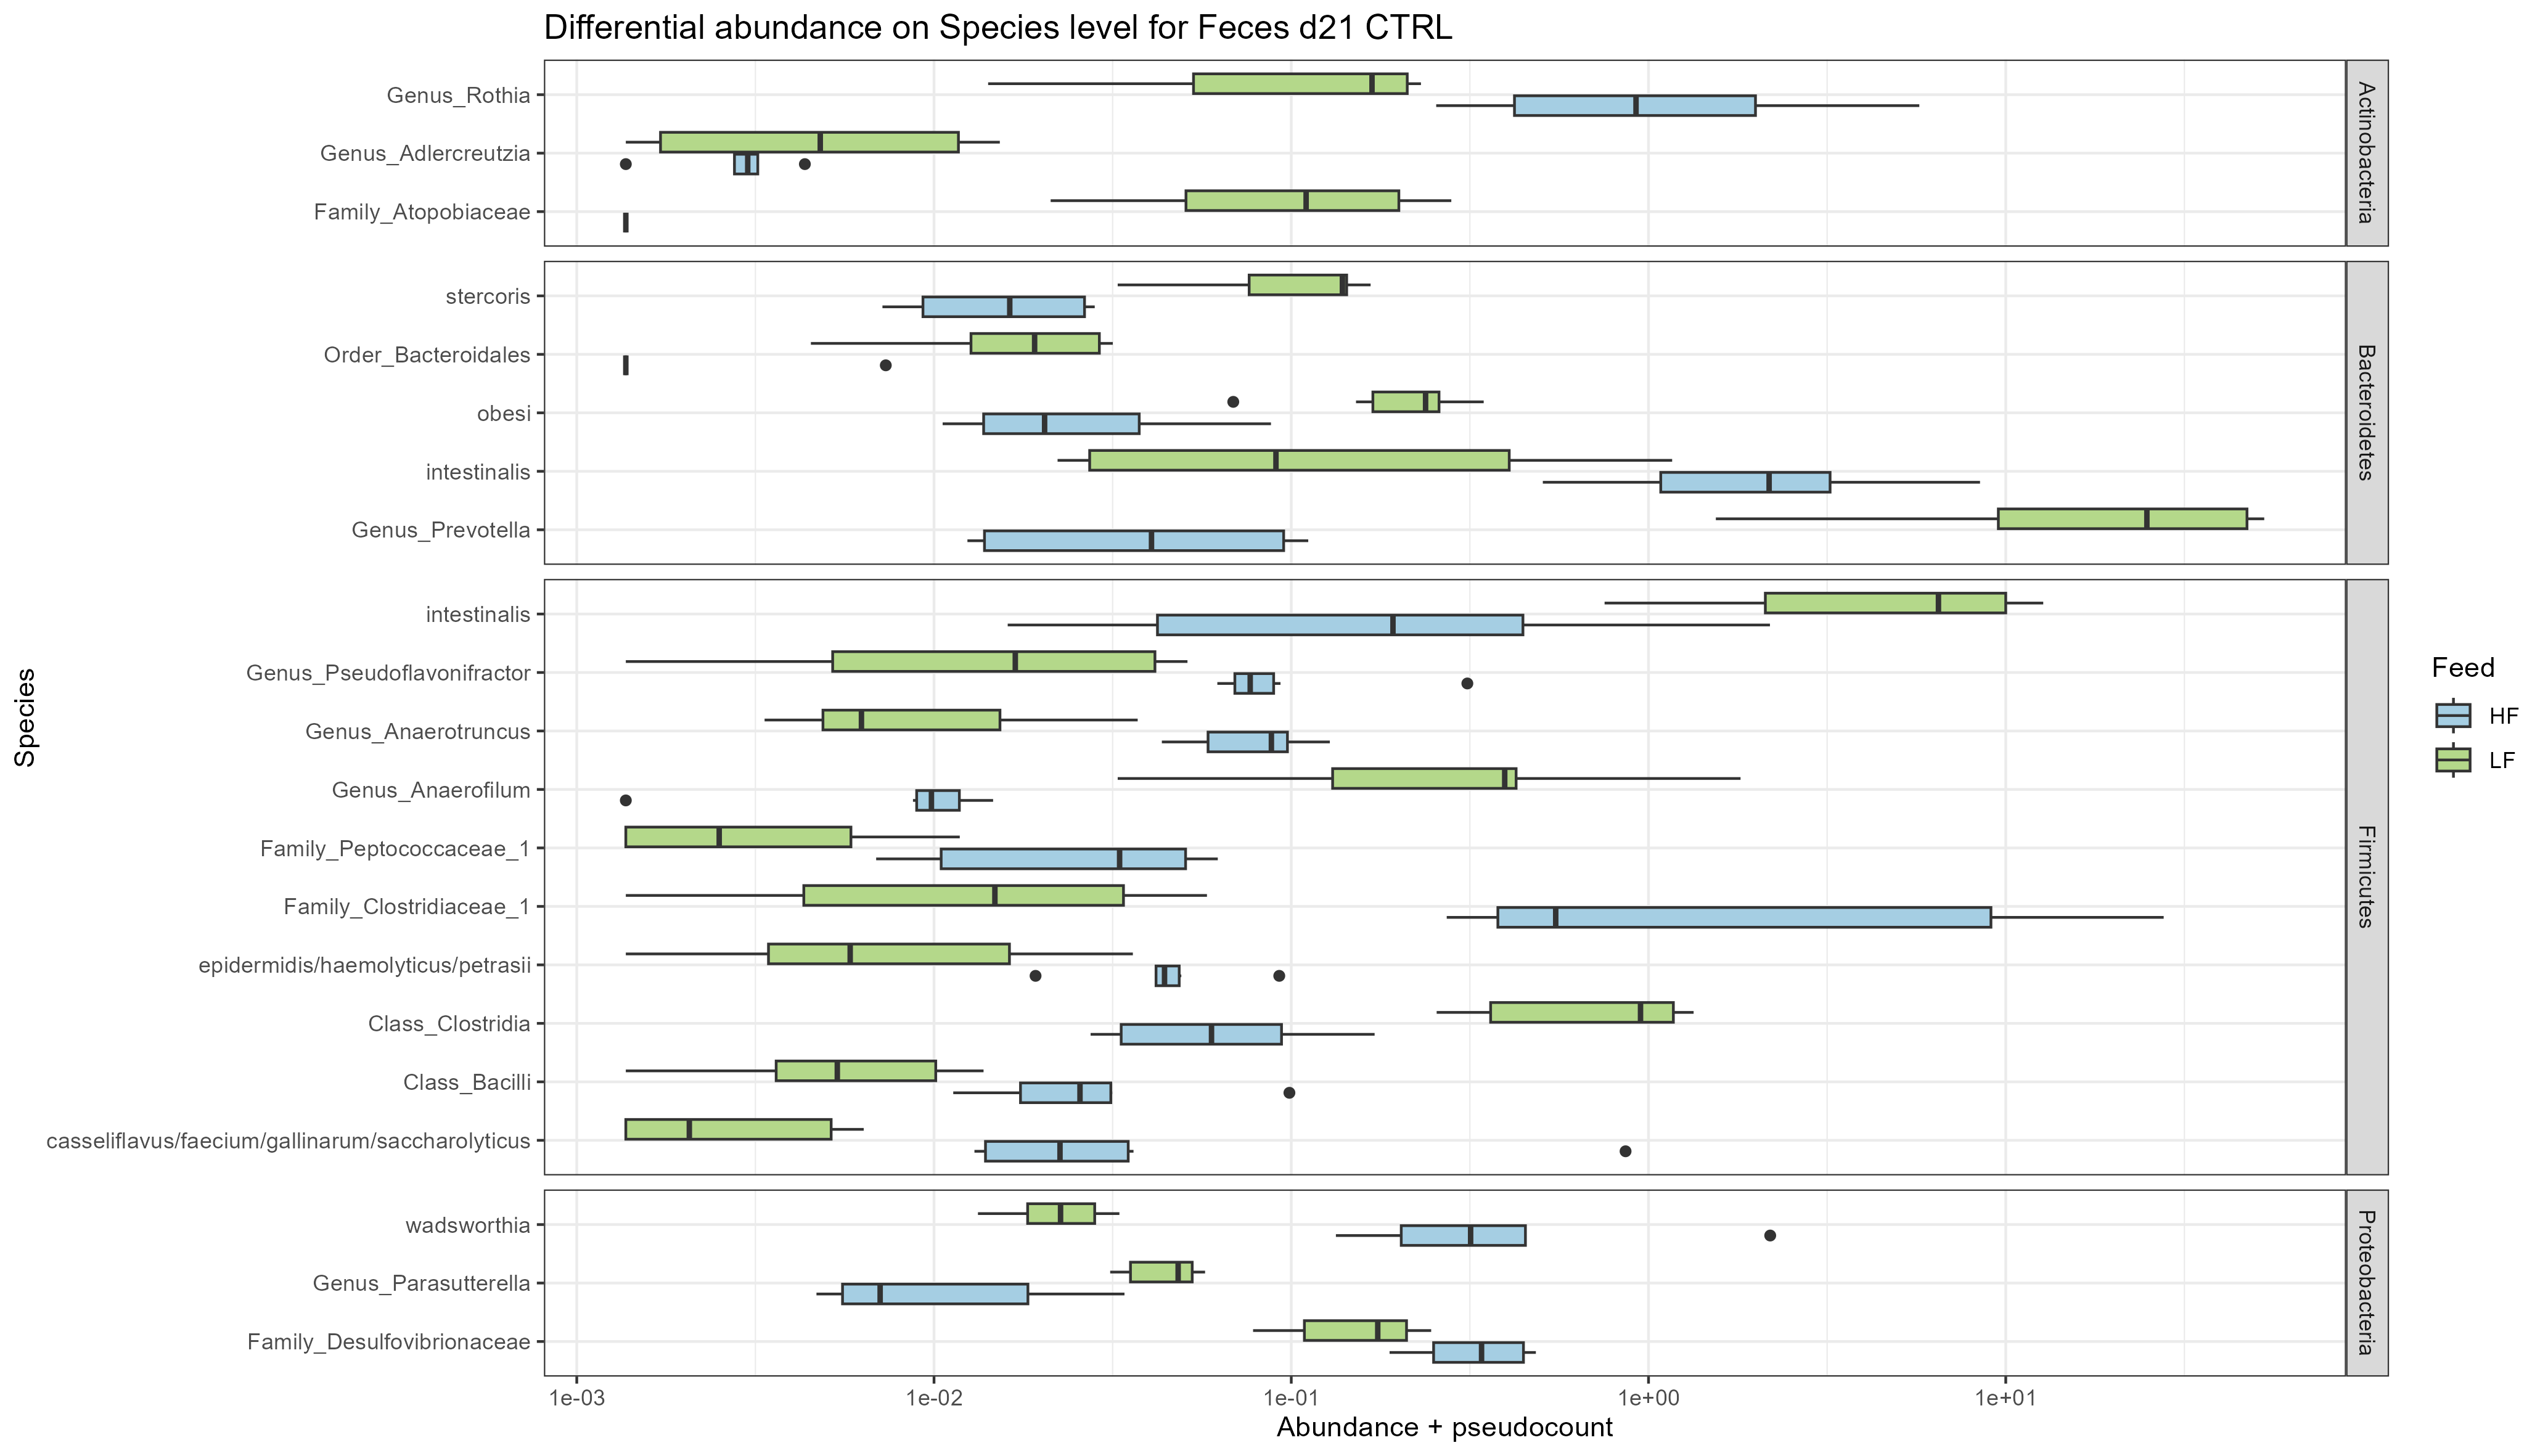 Differential abundance on Species level for Feces d21 CTRL
Genus_Rothia
Genus_Adlercreutzia
Family_Atopobiaceae
Actinobacteria
stercoris
Order_Bacteroidales
obesi
intestinalis
Genus_Prevotella
Bacteroidetes
intestinalis
Genus_Pseudoflavonifractor
Genus_Anaerotruncus
Genus_Anaerofilum
Family_Peptococcaceae_1
Family_Clostridiaceae_1
epidermidis/haemolyticus/petrasii
Class_Clostridia
Class_Bacilli
casseliflavus/faecium/gallinarum/saccharolyticus
Firmicutes
wadsworthia
Genus_Parasutterella
Family_Desulfovibrionaceae
Proteobacteria
Species
1e-03 1e-02 1e-01 1e+00 1e+01
Abundance + pseudocount
Feed
HF
LF